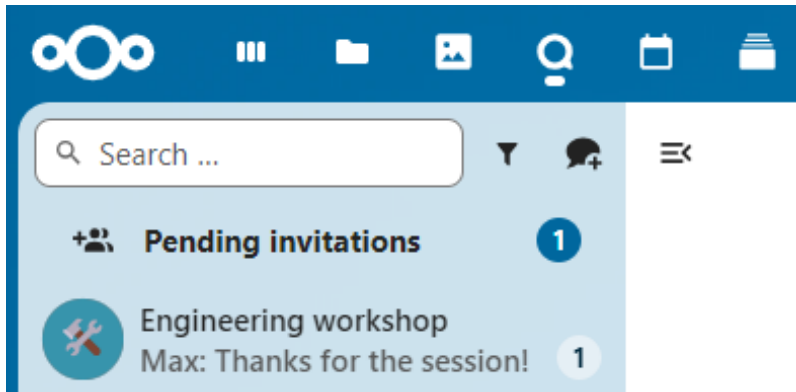 Search ...
Pending invitations 1
Engineering workshop
Max: Thanks for the session! 1